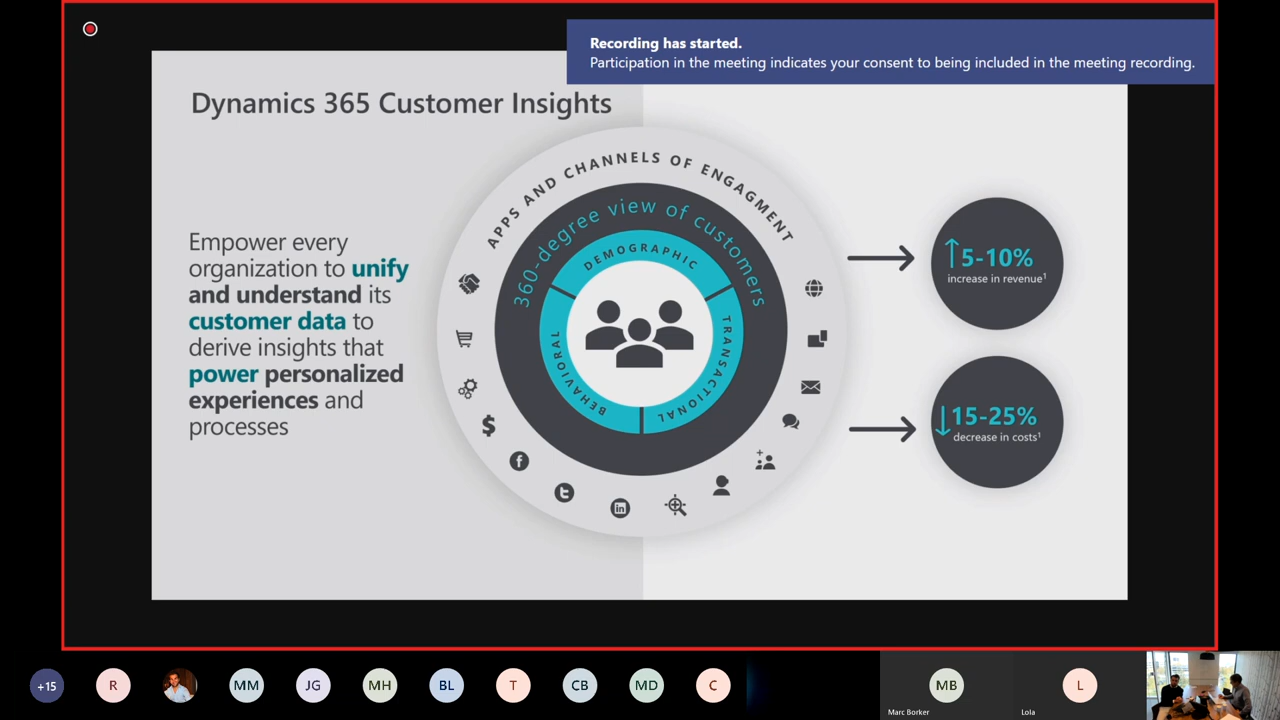 Recording has started.
Participation in the meeting indicates your consent to being included in the meeting recording.
Dynamics 365 Customer Insights
Empower every
organization to unify
and understand its
customer data to
derive insights that
power personalized
experiences and
processes
APPS AND CHANNELS OF ENGAGMENT
360-degree view of customers
DEMOGRAPHIC
BEHAVIORAL
TRANSACTIONAL
5-10%
increase in revenue¹
15-25%
decrease in costs¹
+15
R
MM
JG
MH
BL
T
CB
MD
C
MB
Marc Borker
L
Lola